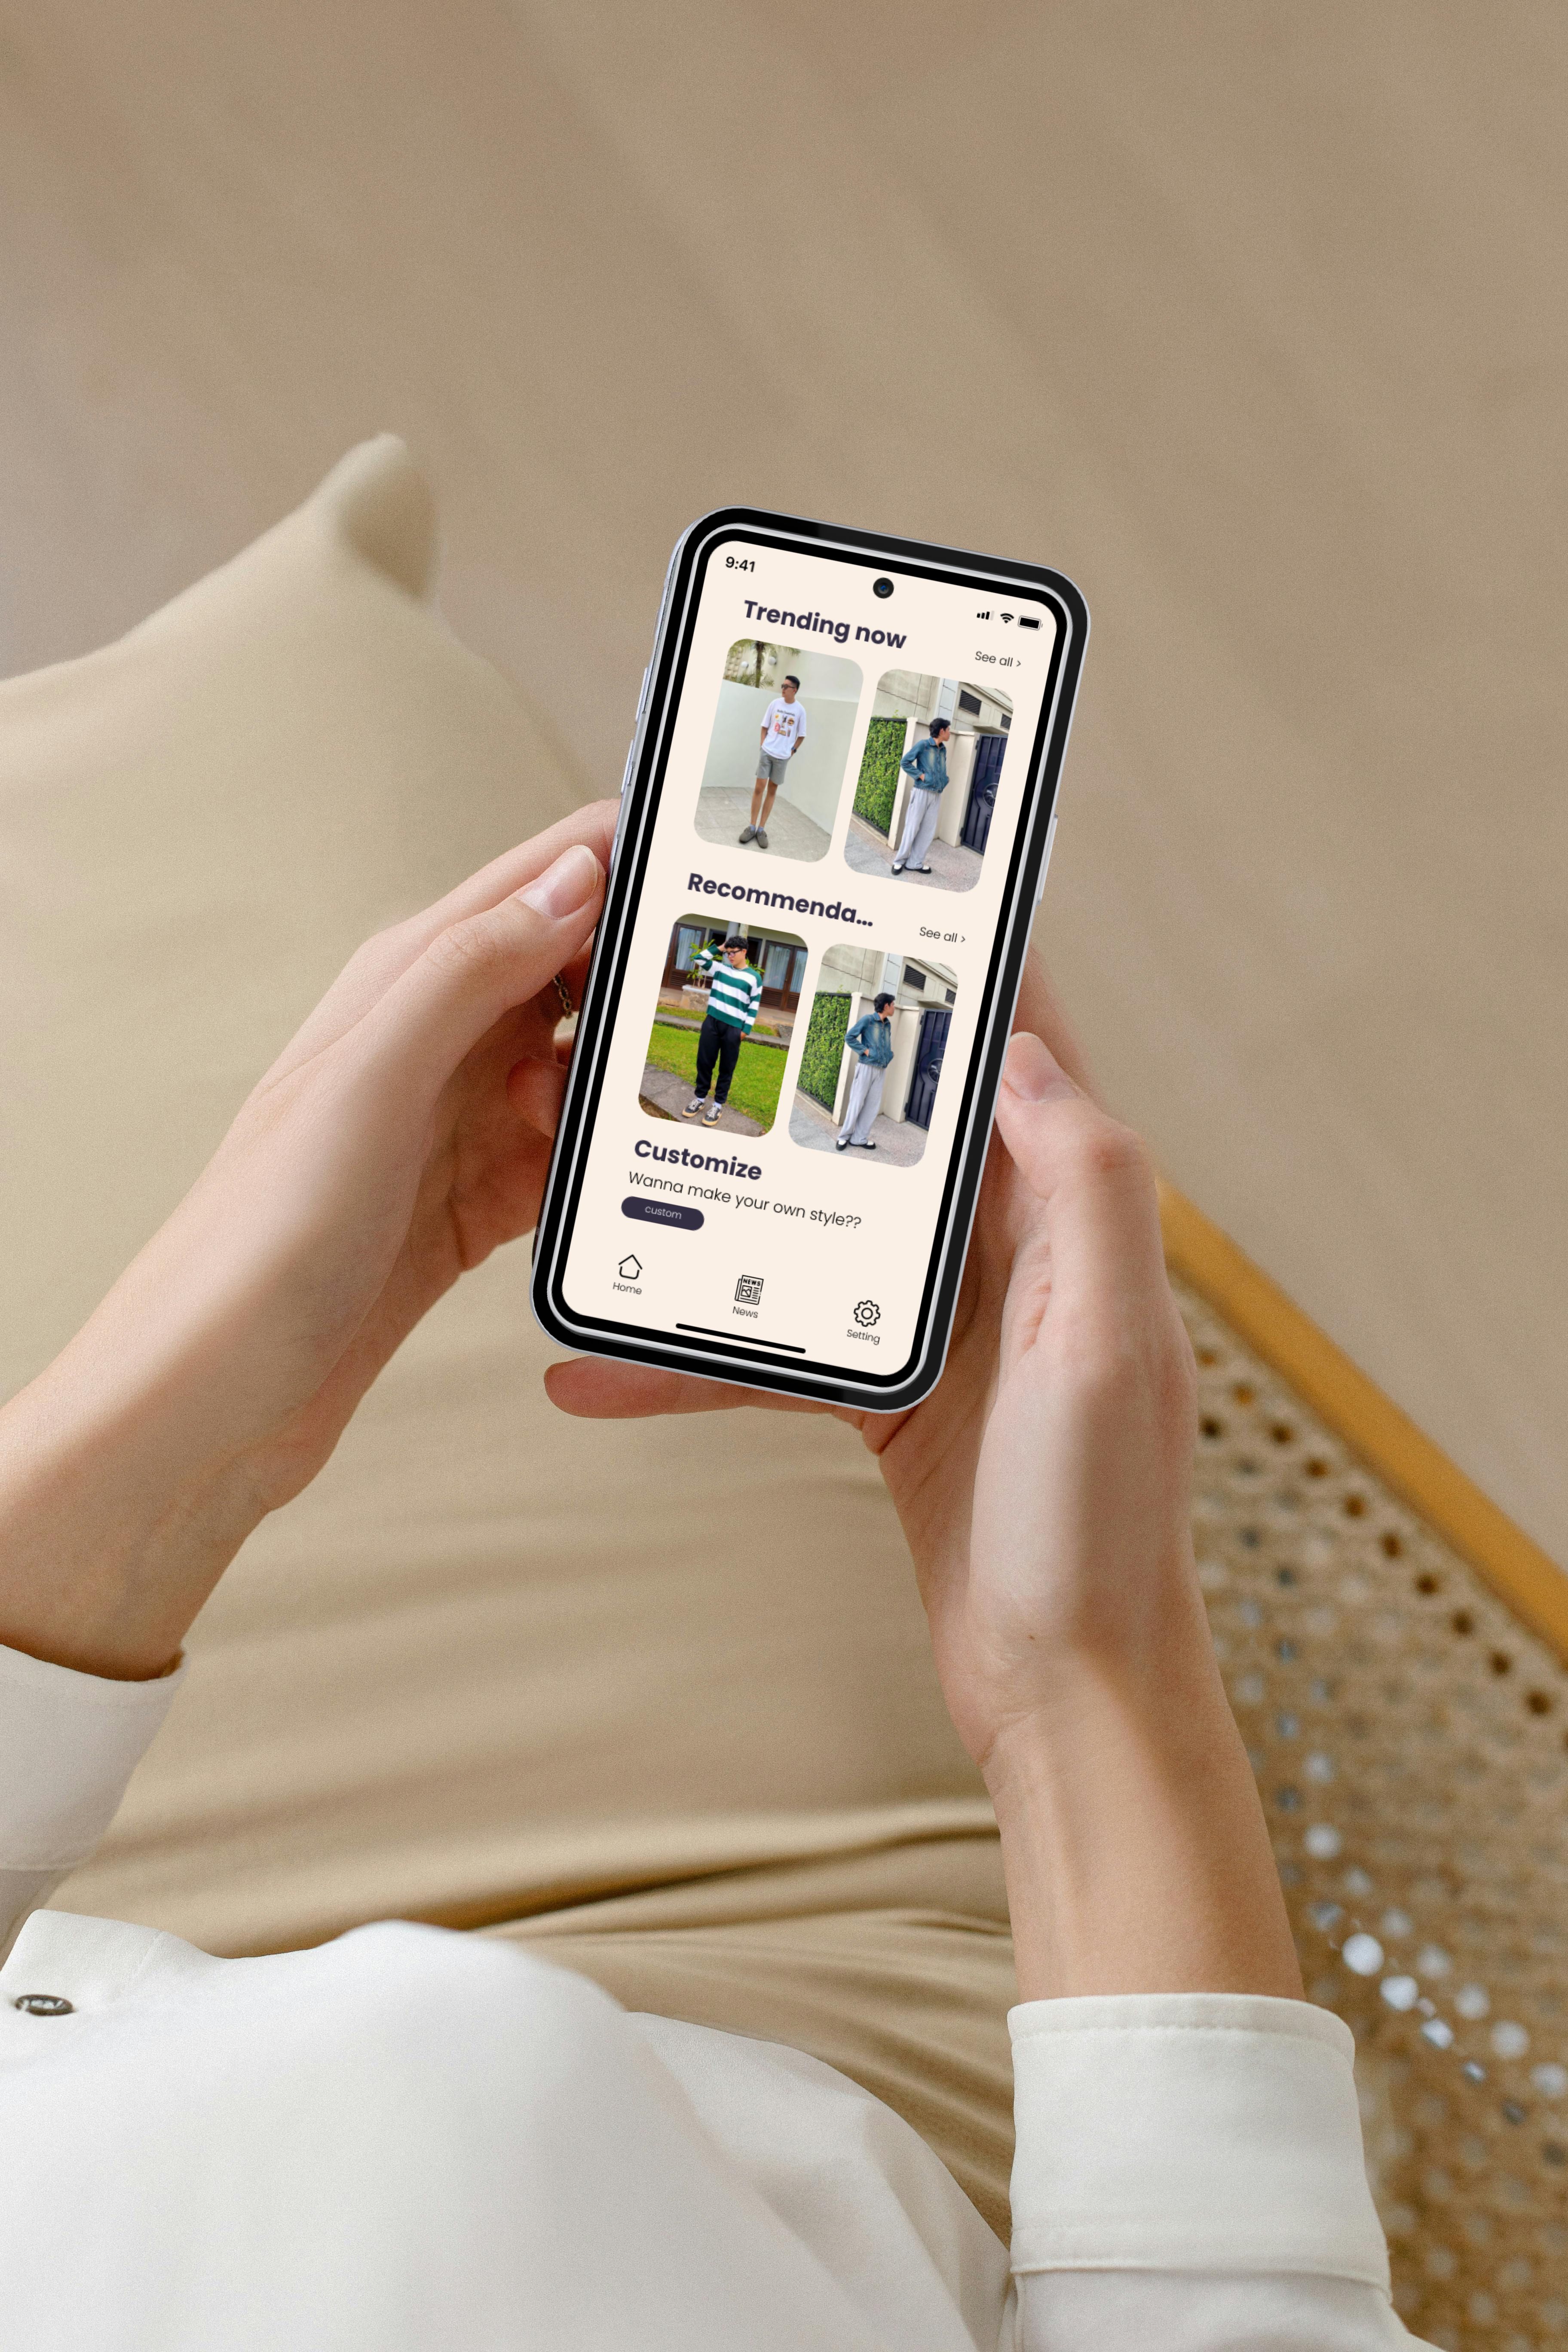 9:41
Trending now
See all >
Recommenda...
See all >
Customize
Wanna make your own style??
custom
NEWS
Home
News
Setting